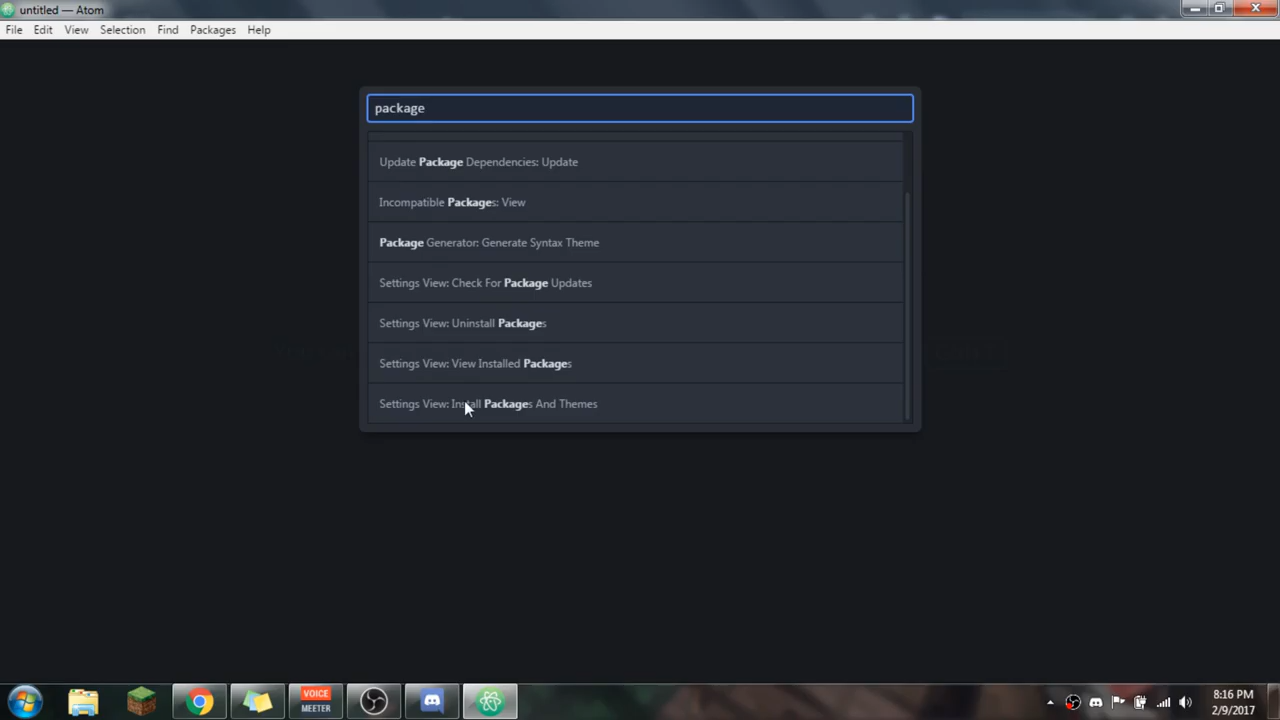 untitled — Atom
File Edit View Selection Find Packages Help
package
Update Package Dependencies: Update
Incompatible Packages: View
Package Generator: Generate Syntax Theme
Settings View: Check For Package Updates
Settings View: Uninstall Packages
Settings View: View Installed Packages
Settings View: Install Packages And Themes
VOICE
MEETER
8:16 PM
2/9/2017